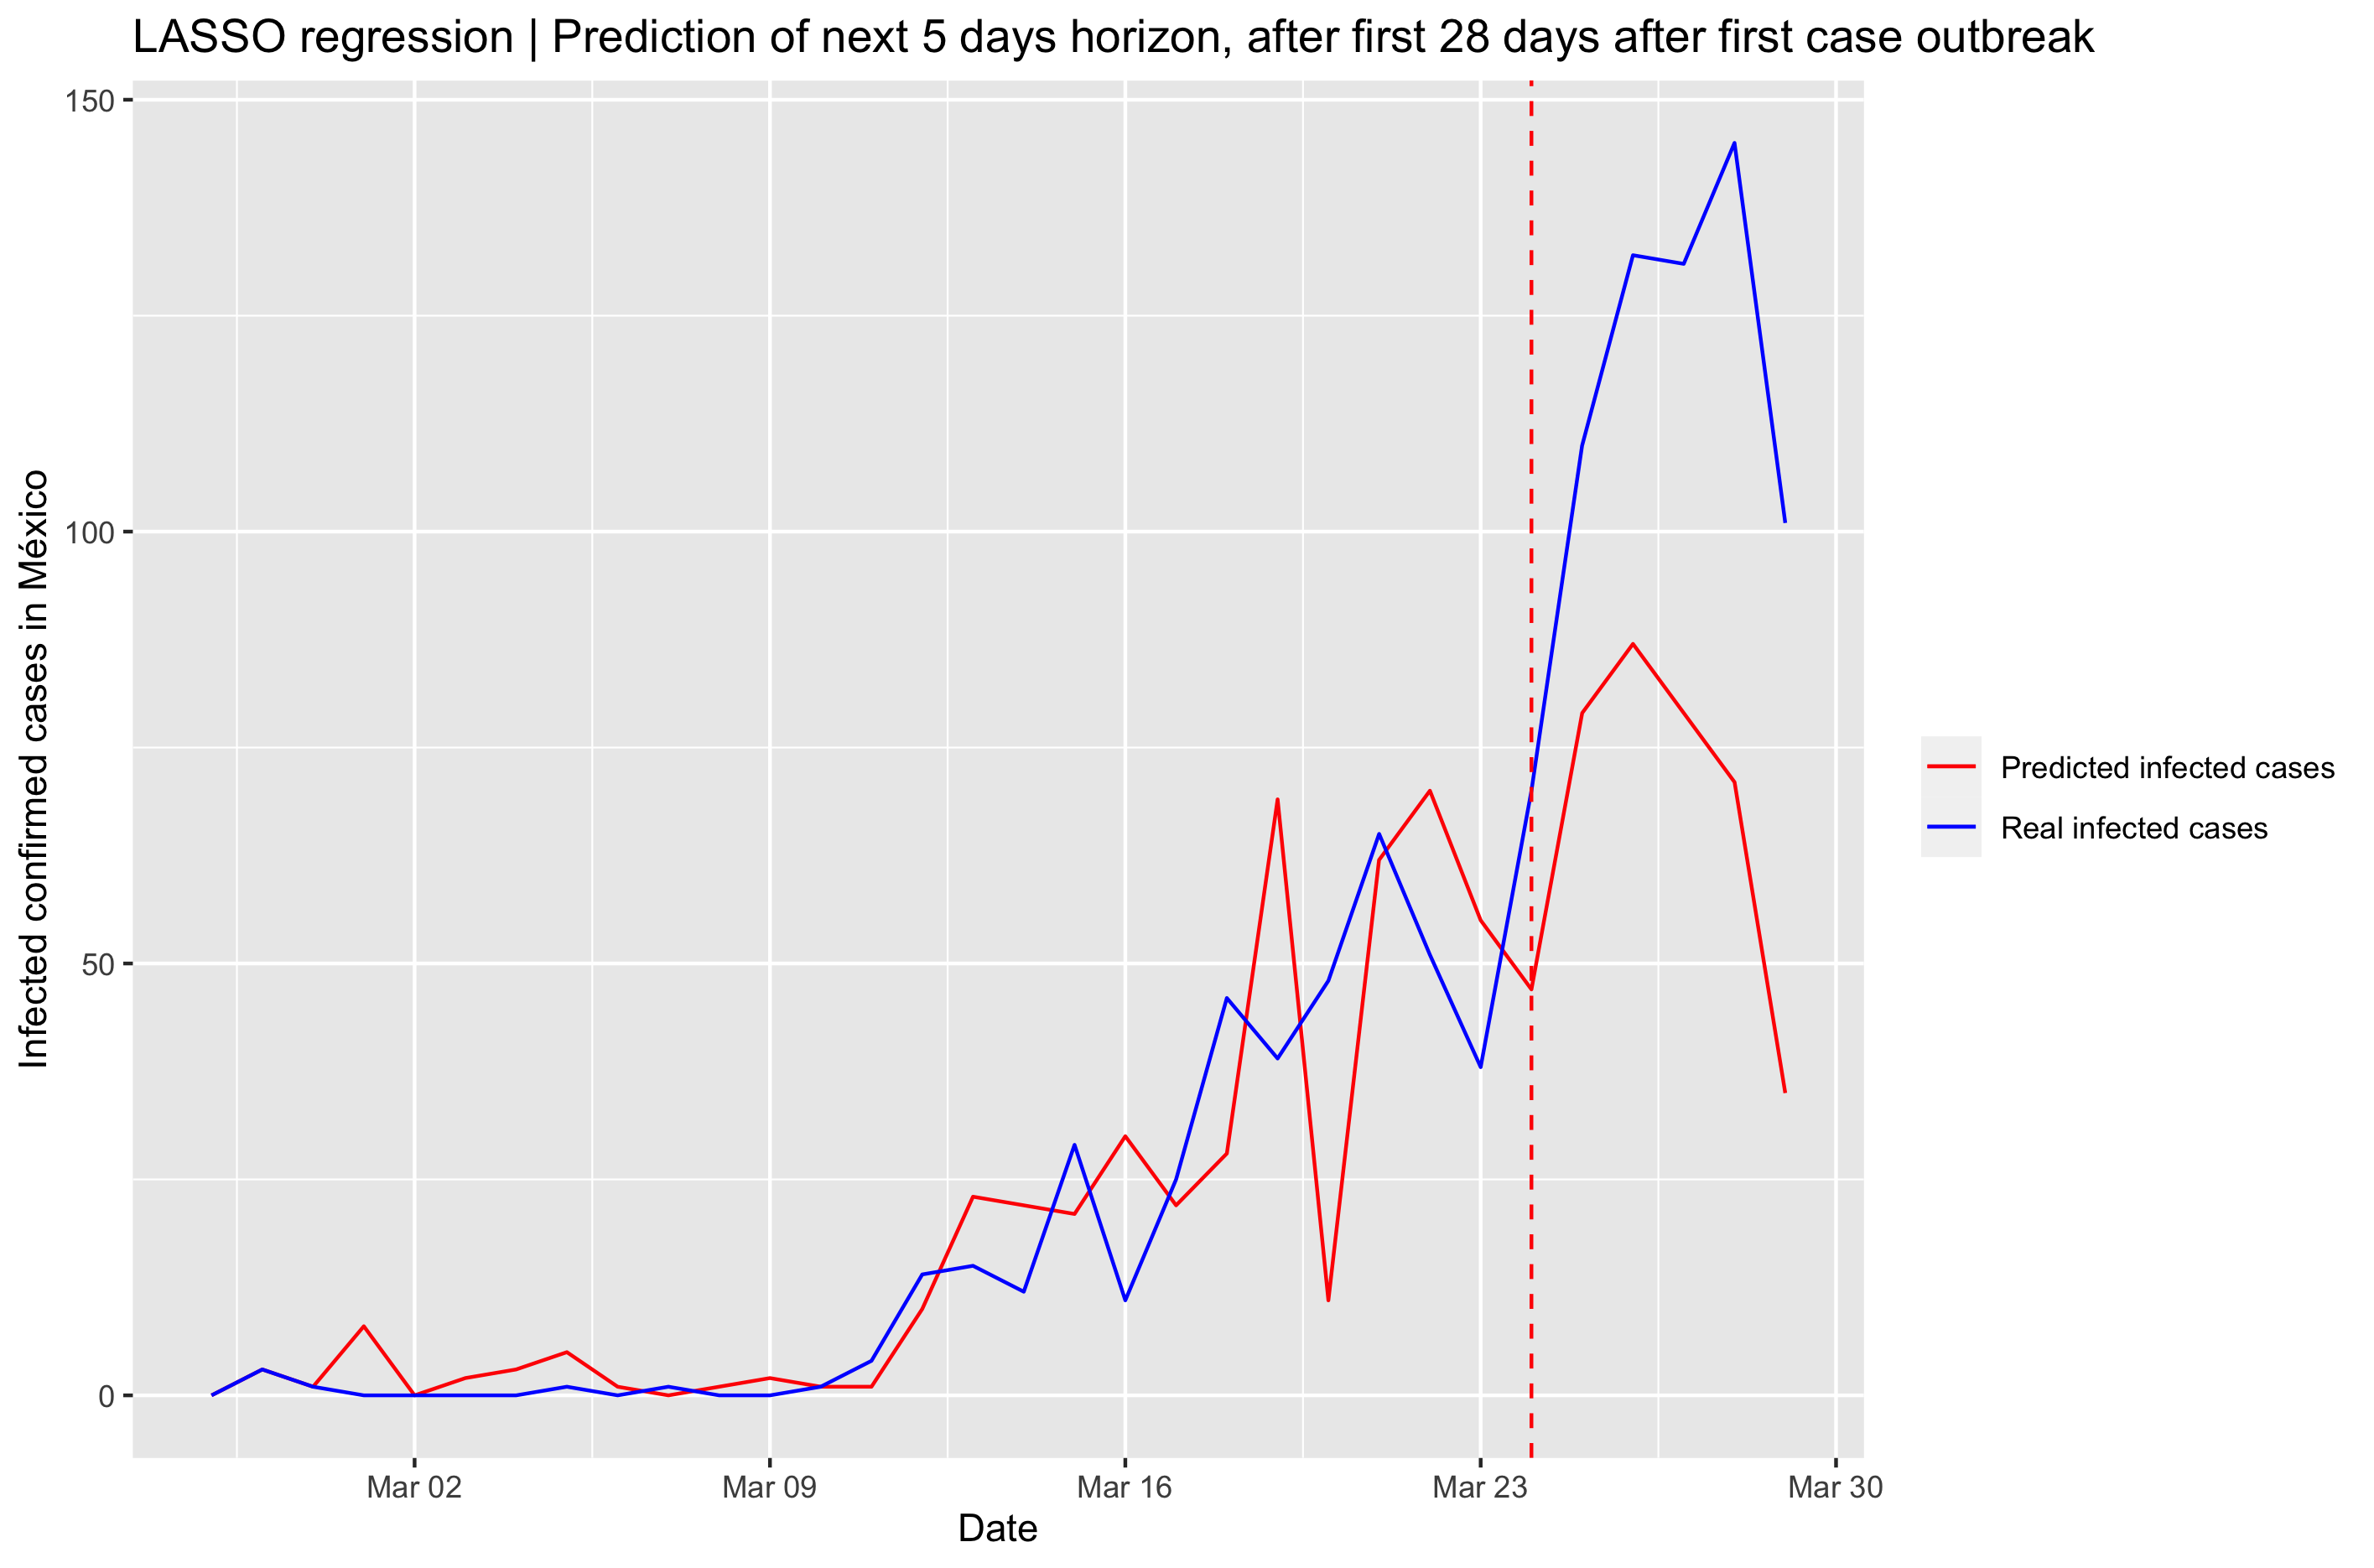 LASSO regression | Prediction of next 5 days horizon, after first 28 days after first case outbreak
Infected confirmed cases in México
150
100
50
0
Mar 02
Mar 09
Mar 16
Mar 23
Mar 30
Date
Predicted infected cases
Real infected cases